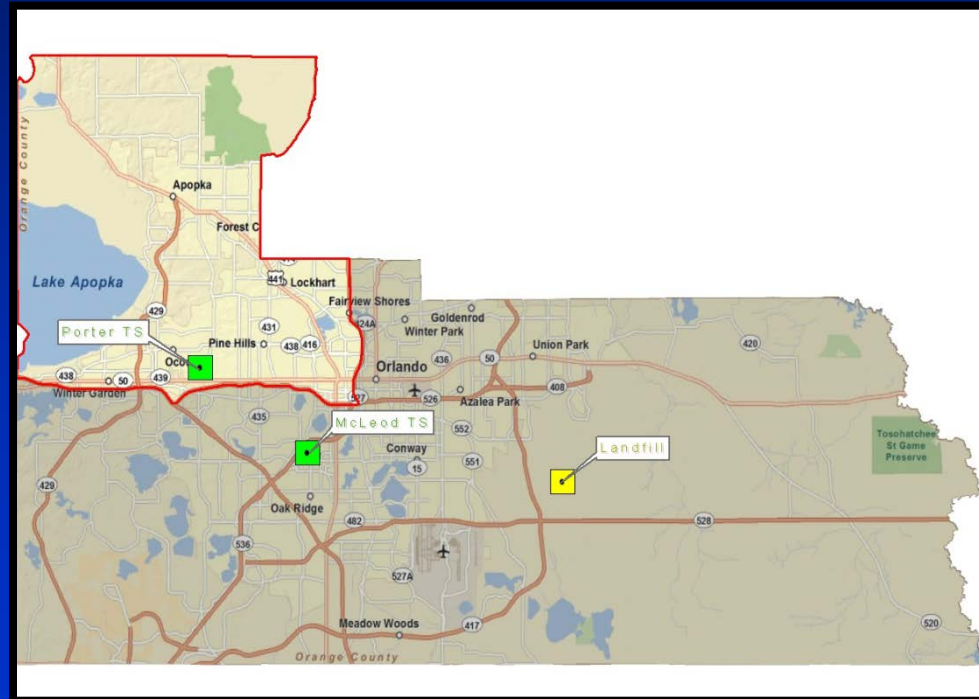 Orange County
Apopka
Forest C
Lake Apopka
441
Lockhart
429
Fairview Shores
424A
Goldenrod
Winter Park
431
Porter TS
Pine Hills
438
416
436
50
Union Park
420
Oco
438
50
439
Orlando
408
Winter Garden
527
526
Azalea Park
435
McLeod TS
552
Conway
15
551
Landfill
Tosohatchee
St Game
Preserve
429
Oak Ridge
482
528
536
527A
Meadow Woods
417
520
Orange County